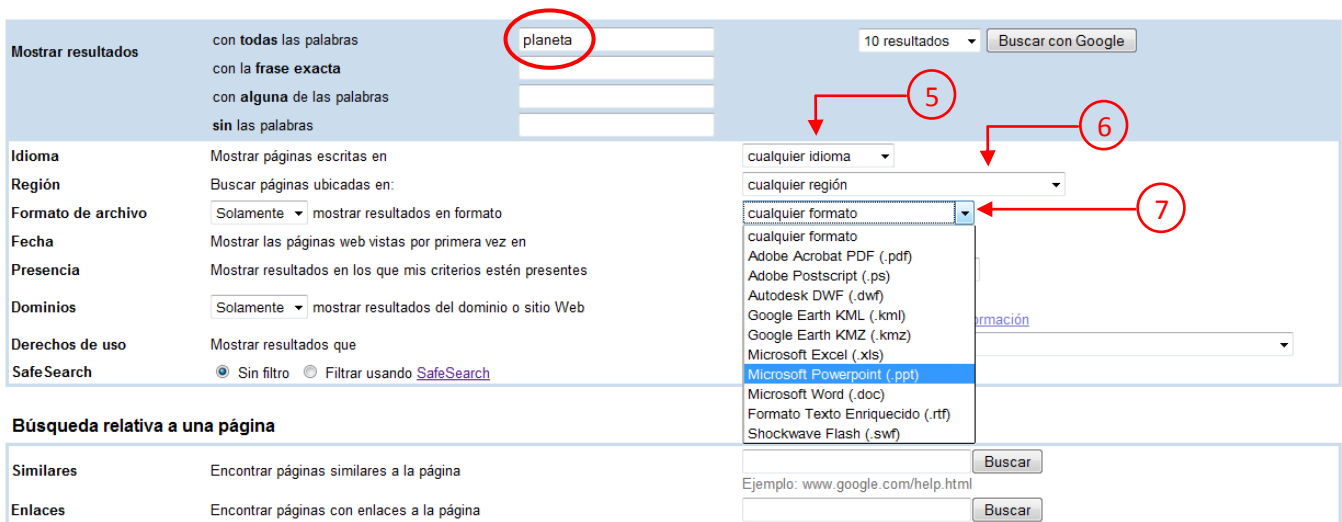 Mostrar resultados
con todas las palabras planeta 10 resultados Buscar con Google
con la frase exacta
con alguna de las palabras
sin las palabras
5
6
Idioma Mostrar páginas escritas en cualquier idioma
Región Buscar páginas ubicadas en: cualquier región
Formato de archivo Solamente mostrar resultados en formato cualquier formato
7
Fecha Mostrar las páginas web vistas por primera vez en
Presencia Mostrar resultados en los que mis criterios estén presentes
Dominios Solamente mostrar resultados del dominio o sitio Web
cualquier formato
Adobe Acrobat PDF (.pdf)
Adobe Postscript (.ps)
Autodesk DWF (.dwf)
Google Earth KML (.kml)
Google Earth KMZ (.kmz)
Microsoft Excel (.xls)
Microsoft Powerpoint (.ppt)
Microsoft Word (.doc)
Formato Texto Enriquecido (.rtf)
Shockwave Flash (.swf)
ormación
Derechos de uso Mostrar resultados que
SafeSearch Sin filtro Filtrar usando SafeSearch
Búsqueda relativa a una página
Similares Encontrar páginas similares a la página Buscar
Ejemplo: www.google.com/help.html
Enlaces Encontrar páginas con enlaces a la página Buscar